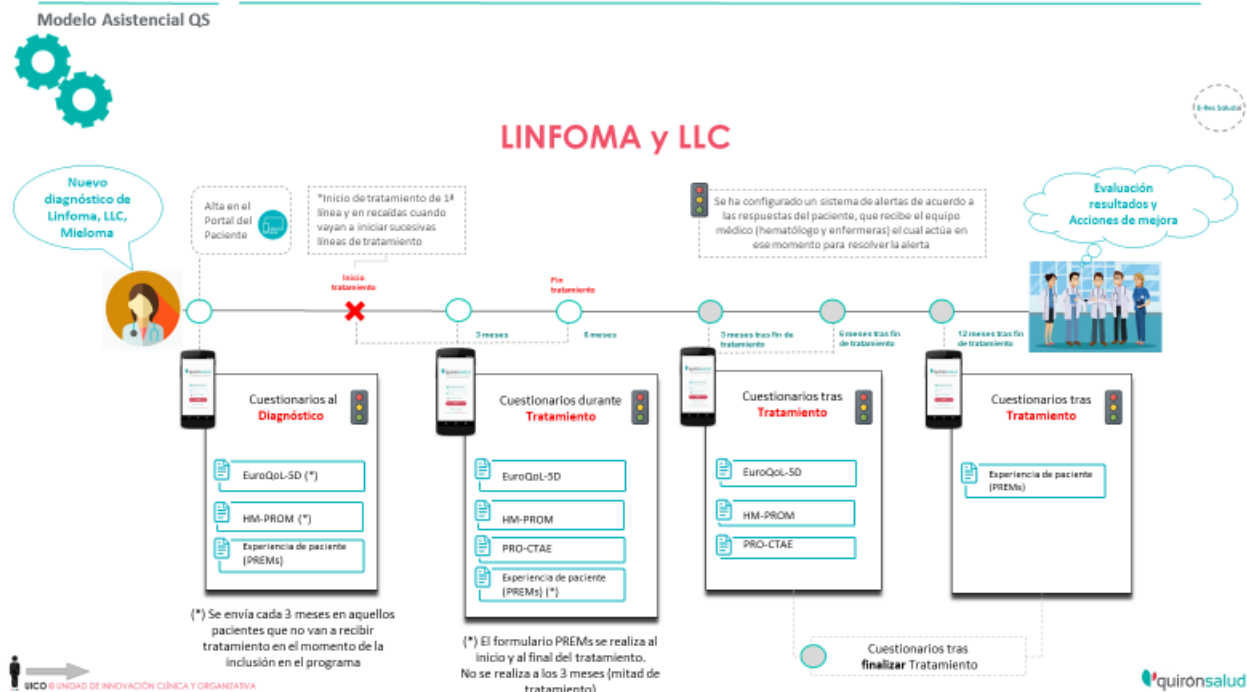 Modelo Asistencial QS
E-Res Salud
LINFOMA y LLC
Nuevo
diagnóstico de
Linfoma, LLC,
Mieloma
Alta en el
Portal del
Paciente
*Inicio de tratamiento de 1ª
línea y en recaídas cuando
vayan a iniciar sucesivas
líneas de tratamiento
Se ha configurado un sistema de alertas de acuerdo a
las respuestas del paciente, que recibe el equipo
médico (hematólogo y enfermeras) el cual actúa en
ese momento para resolver la alerta
Evaluación
resultados y
Acciones de mejora
Inicio
tratamiento
Fin
tratamiento
3 meses
6 meses
3 meses tras fin de
tratamiento
6 meses tras fin
de tratamiento
12 meses tras fin
de tratamiento
quirónsalud
Cuestionarios al
Diagnóstico
EuroQoL-5D (*)
HM-PROM (*)
Experiencia de paciente
(PREMs)
(*) Se envía cada 3 meses en aquellos
pacientes que no van a recibir
tratamiento en el momento de la
inclusión en el programa
quirónsalud
Cuestionarios durante
Tratamiento
EuroQoL-5D
HM-PROM
PRO-CTAE
Experiencia de paciente
(PREMs) (*)
(*) El formulario PREMs se realiza al
inicio y al final del tratamiento.
No se realiza a los 3 meses (mitad de
tratamiento)
quirónsalud
Cuestionarios tras
Tratamiento
EuroQoL-5D
HM-PROM
PRO-CTAE
quirónsalud
Cuestionarios tras
Tratamiento
Experiencia de paciente
(PREMs)
Cuestionarios tras
finalizar Tratamiento
UICO © UNIDAD DE INNOVACIÓN CLÍNICA Y ORGANIZATIVA
quirónsalud